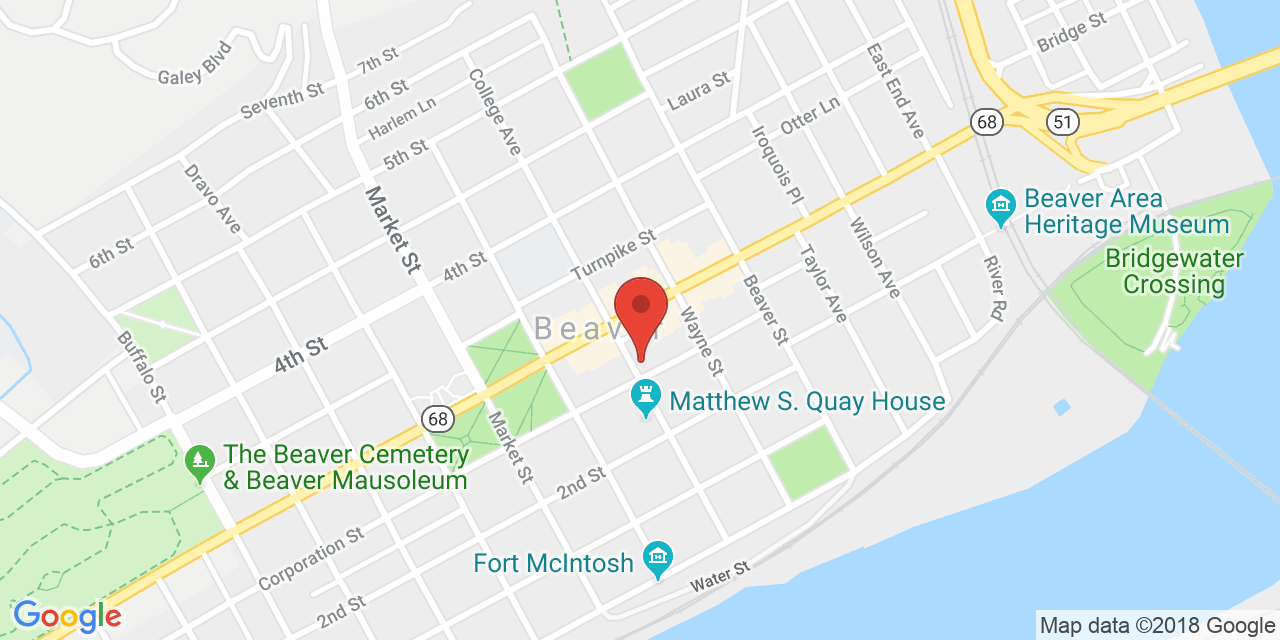 Bridge St
Galey Blvd
7th St
Seventh St
6th St
Harlem Ln
5th St
College Ave
Laura St
Otter Ln
East End Ave
68
51
Iroquois Pl
Dravo Ave
Market St
6th St
4th St
Turnpike St
Beaver Area
Heritage Museum
Wilson Ave
Taylor Ave
River Rd
Bridgewater
Crossing
Beaver St
Wayne St
Buffalo St
4th St
Matthew S. Quay House
68
Market St
The Beaver Cemetery
& Beaver Mausoleum
2nd St
Corporation St
Fort McIntosh
Water St
2nd St
Google
Map data ©2018 Google